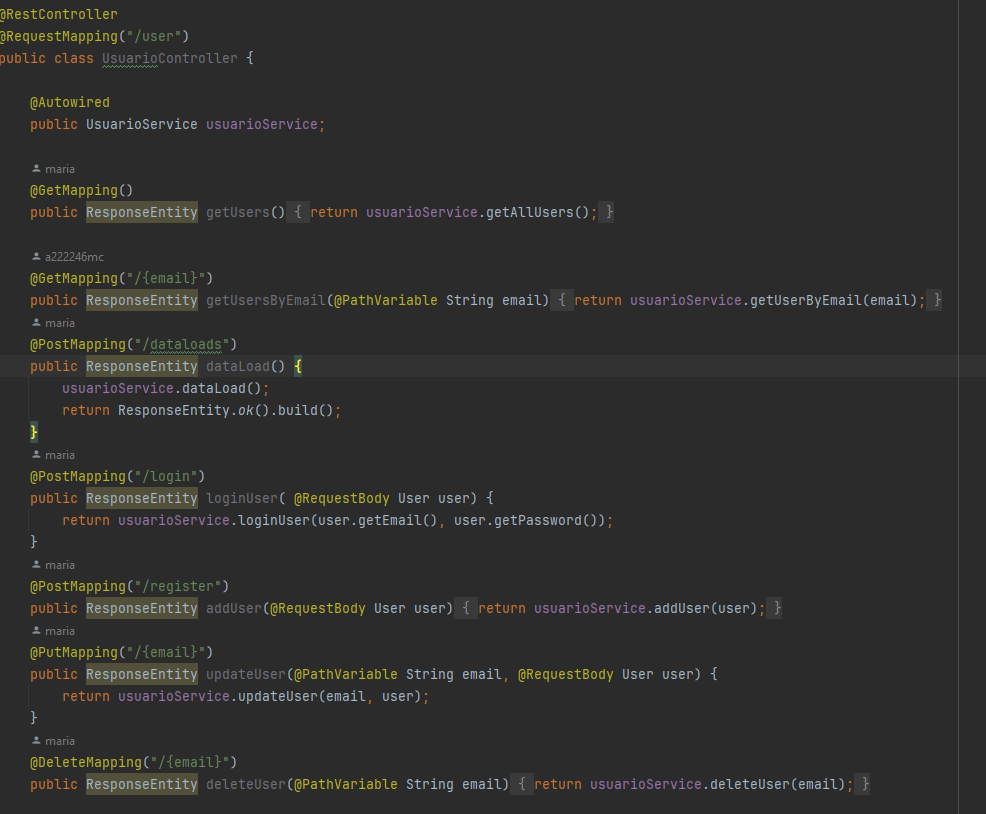 @RestController
@RequestMapping("/user")
public class UsuarioController {
@Autowired
public UsuarioService usuarioService;
maria
@GetMapping()
public ResponseEntity getUsers() { return usuarioService.getAllUsers(); }
a222246mc
@GetMapping("/{email}")
public ResponseEntity getUsersByEmail(@PathVariable String email) { return usuarioService.getUserByEmail(email); }
maria
@PostMapping("/dataloads")
public ResponseEntity dataLoad() {
usuarioService.dataLoad();
return ResponseEntity.ok().build();
}
maria
@PostMapping("/login")
public ResponseEntity loginUser( @RequestBody User user) {
return usuarioService.loginUser(user.getEmail(), user.getPassword());
}
maria
@PostMapping("/register")
public ResponseEntity addUser(@RequestBody User user) { return usuarioService.addUser(user); }
maria
@PutMapping("/{email}")
public ResponseEntity updateUser(@PathVariable String email, @RequestBody User user) {
return usuarioService.updateUser(email, user);
}
maria
@DeleteMapping("/{email}")
public ResponseEntity deleteUser(@PathVariable String email) { return usuarioService.deleteUser(email); }